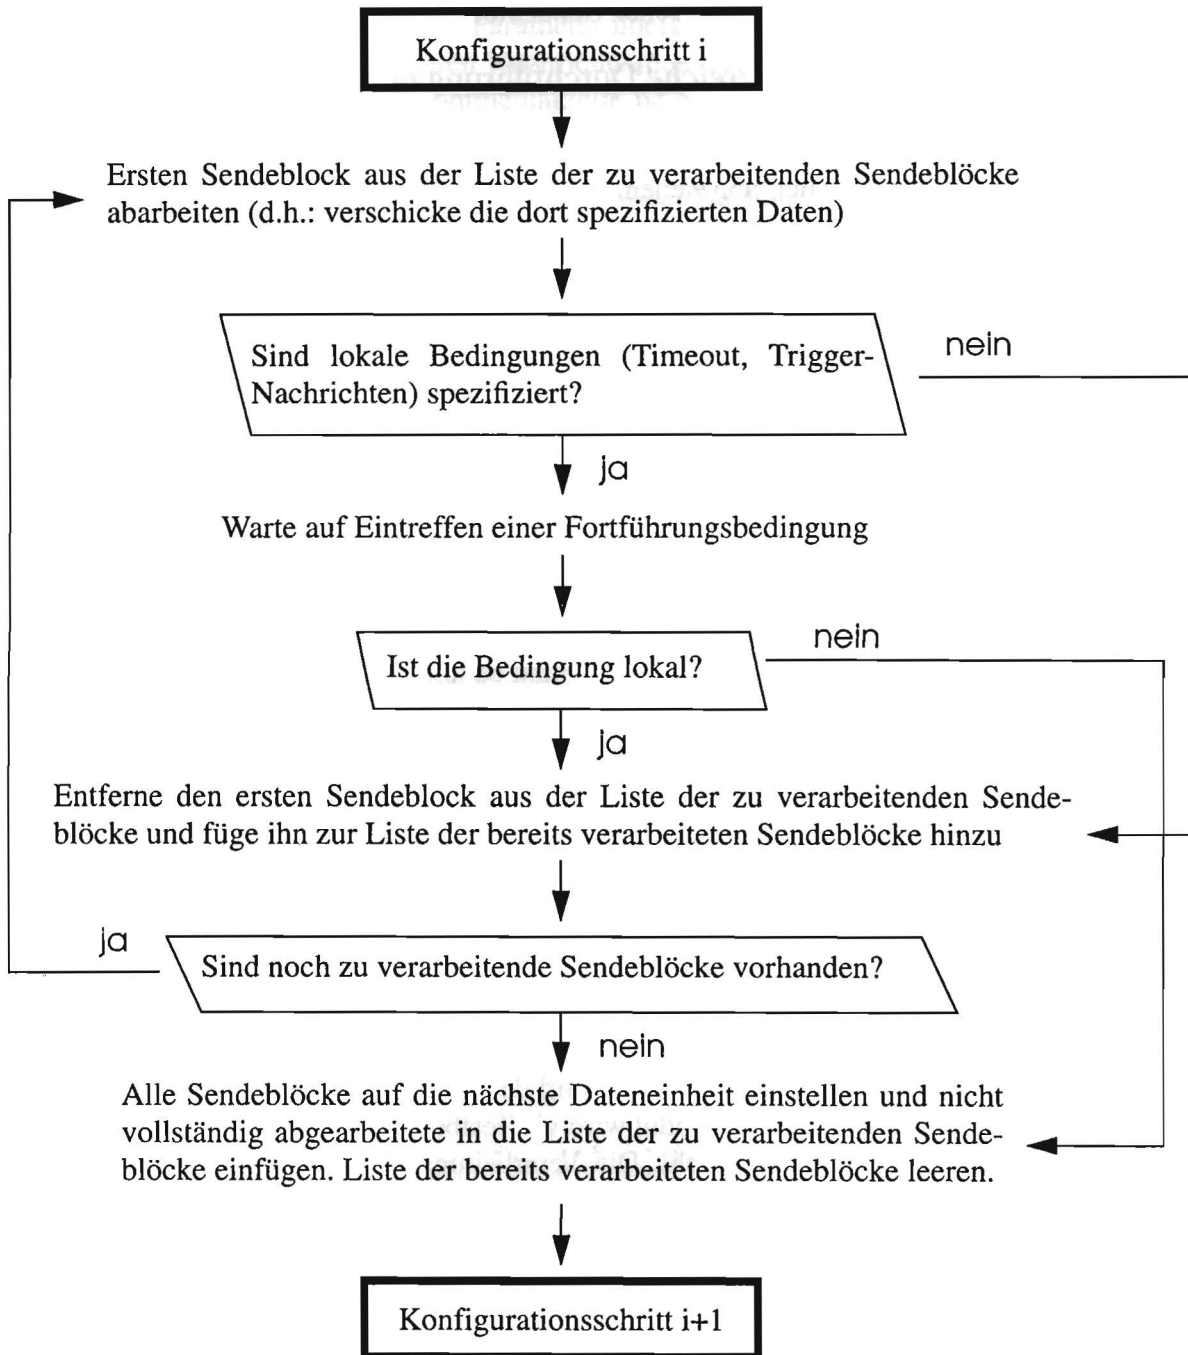 Konfigurationsschritt i
Ersten Sendeblock aus der Liste der zu verarbeitenden Sendeblöcke
abarbeiten (d.h.: verschicke die dort spezifizierten Daten)
Sind lokale Bedingungen (Timeout, Trigger-
Nachrichten) spezifiziert?
nein
ja
Warte auf Eintreffen einer Fortführungsbedingung
Ist die Bedingung lokal?
nein
ja
Entferne den ersten Sendeblock aus der Liste der zu verarbeitenden Sende-
blöcke und füge ihn zur Liste der bereits verarbeiteten Sendeblöcke hinzu
ja
Sind noch zu verarbeitende Sendeblöcke vorhanden?
nein
Alle Sendeblöcke auf die nächste Dateneinheit einstellen und nicht
vollständig abgearbeitete in die Liste der zu verarbeitenden Sende-
blöcke einfügen. Liste der bereits verarbeiteten Sendeblöcke leeren.
Konfigurationsschritt i+1